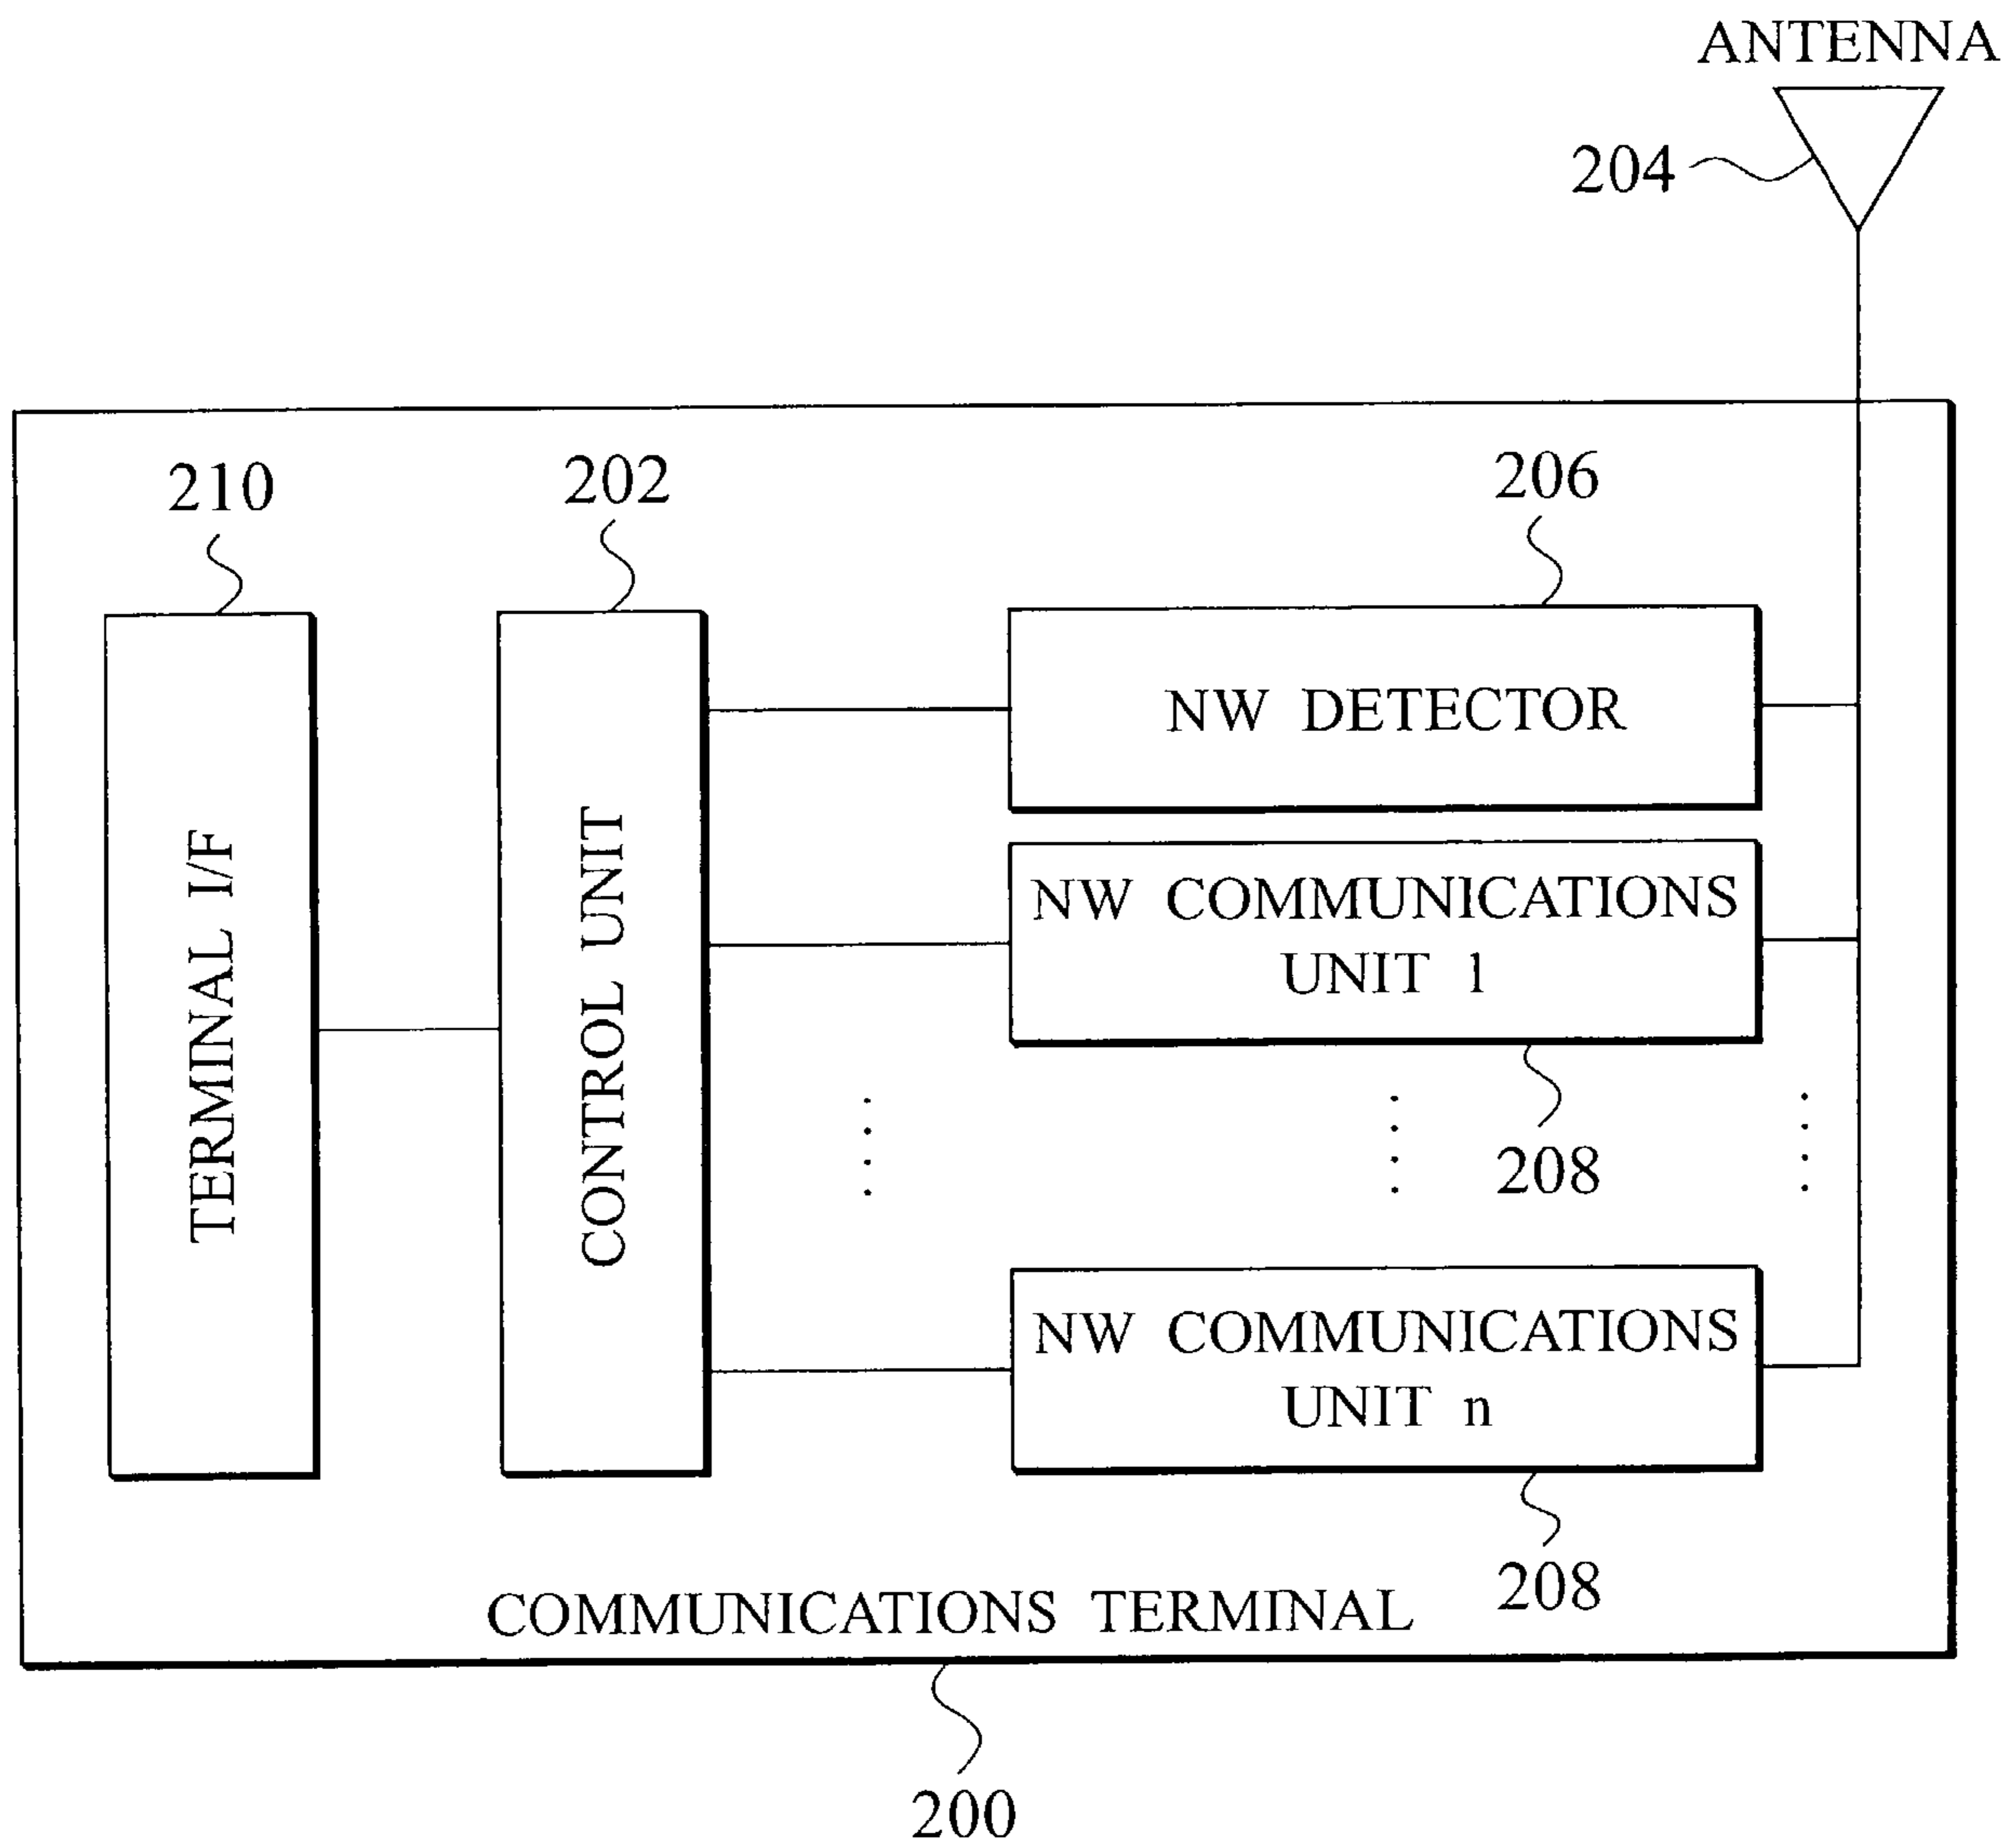 ANTENNA
204
210
202
206
NW DETECTOR
TERMINAL I/F
CONTROL UNIT
NW COMMUNICATIONS
UNIT 1
208
NW COMMUNICATIONS
UNIT n
208
COMMUNICATIONS TERMINAL
200